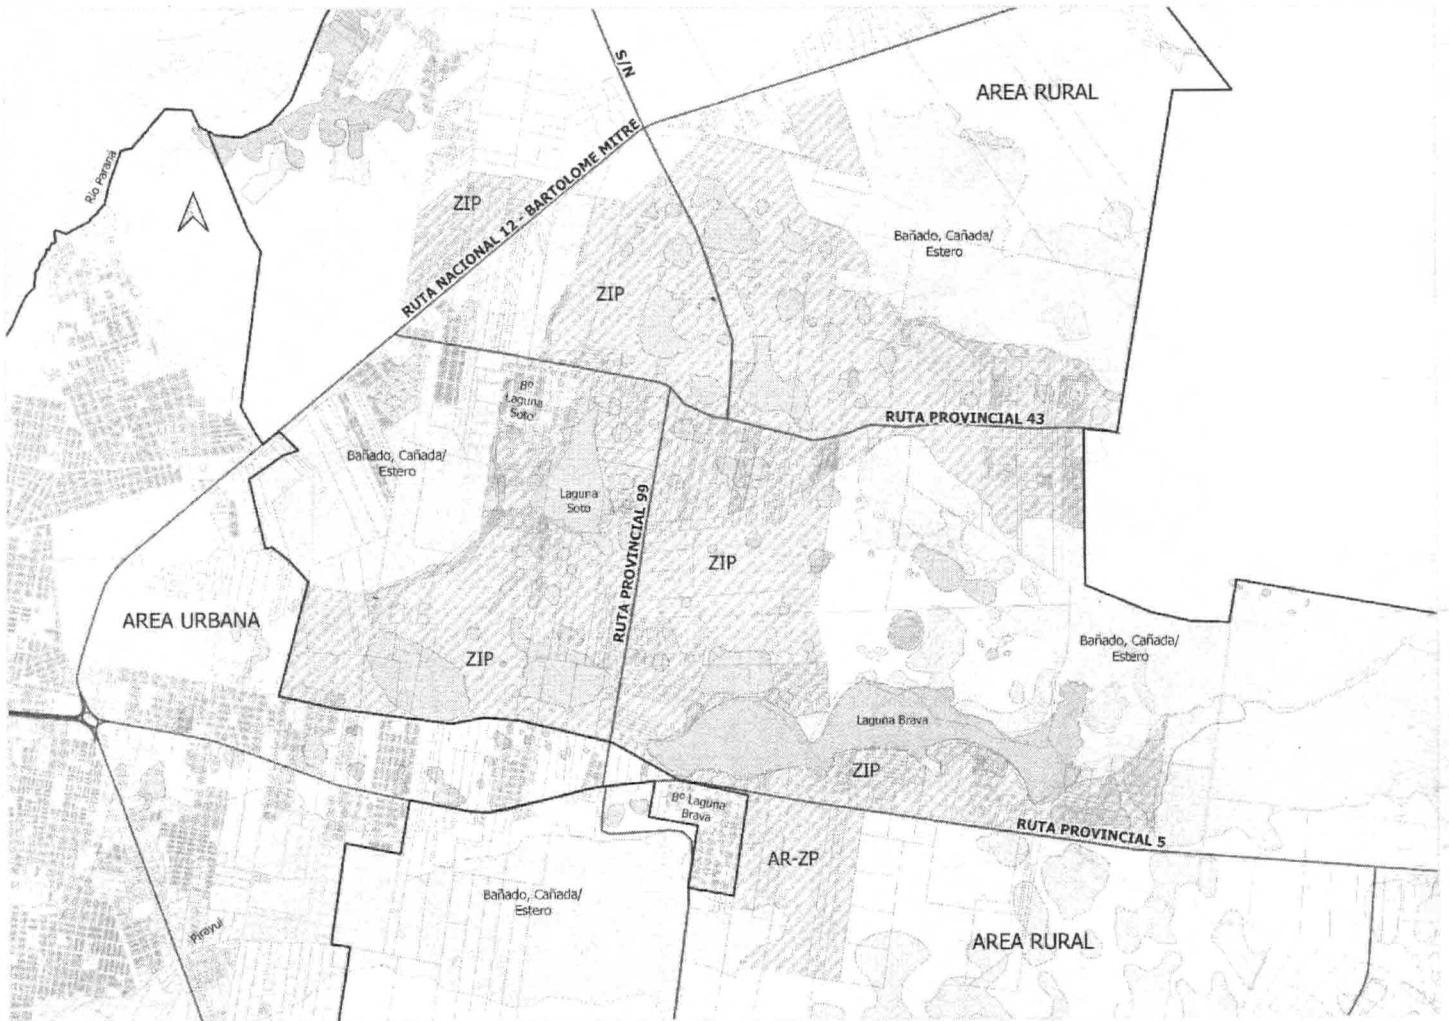 S/N
AREA RURAL
RUTA NACIONAL 12 - BARTOLOME MITRE
Río Paraná
ZIP
Bañado, Cañada/
Estero
ZIP
Bº
Laguna
Soto
RUTA PROVINCIAL 43
Bañado, Cañada/
Estero
Laguna
Soto
RUTA PROVINCIAL 99
ZIP
AREA URBANA
Bañado, Cañada/
Estero
ZIP
Laguna Brava
ZIP
Bº Laguna
Brava
RUTA PROVINCIAL 5
AR-ZP
Bañado, Cañada/
Estero
Pirayuí
AREA RURAL